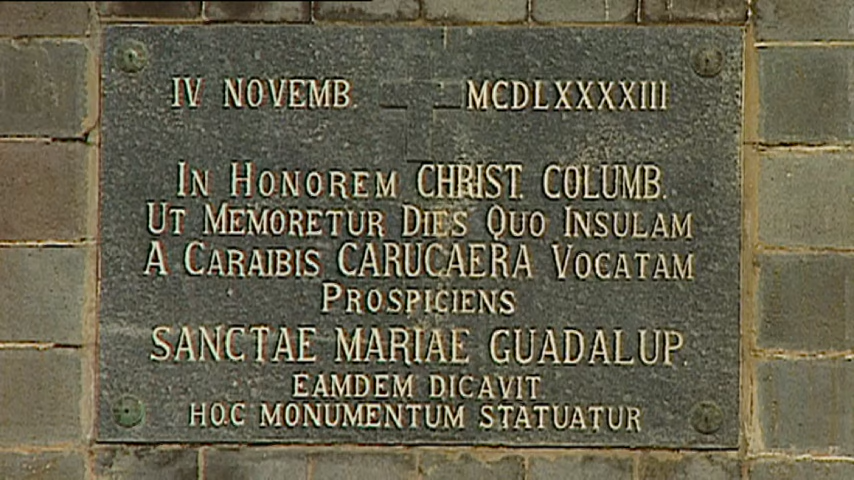 IV NOVEMB. MCDLXXXXIII
IN HONOREM CHRIST. COLUMB.
UT MEMORETUR DIES QUO INSULAM
A CARAIBIS CARUCAERA VOCATAM
PROSPICIENS
SANCTAE MARIAE GUADALUP.
EAMDEM DICAVIT
HOC MONUMENTUM STATUATUR